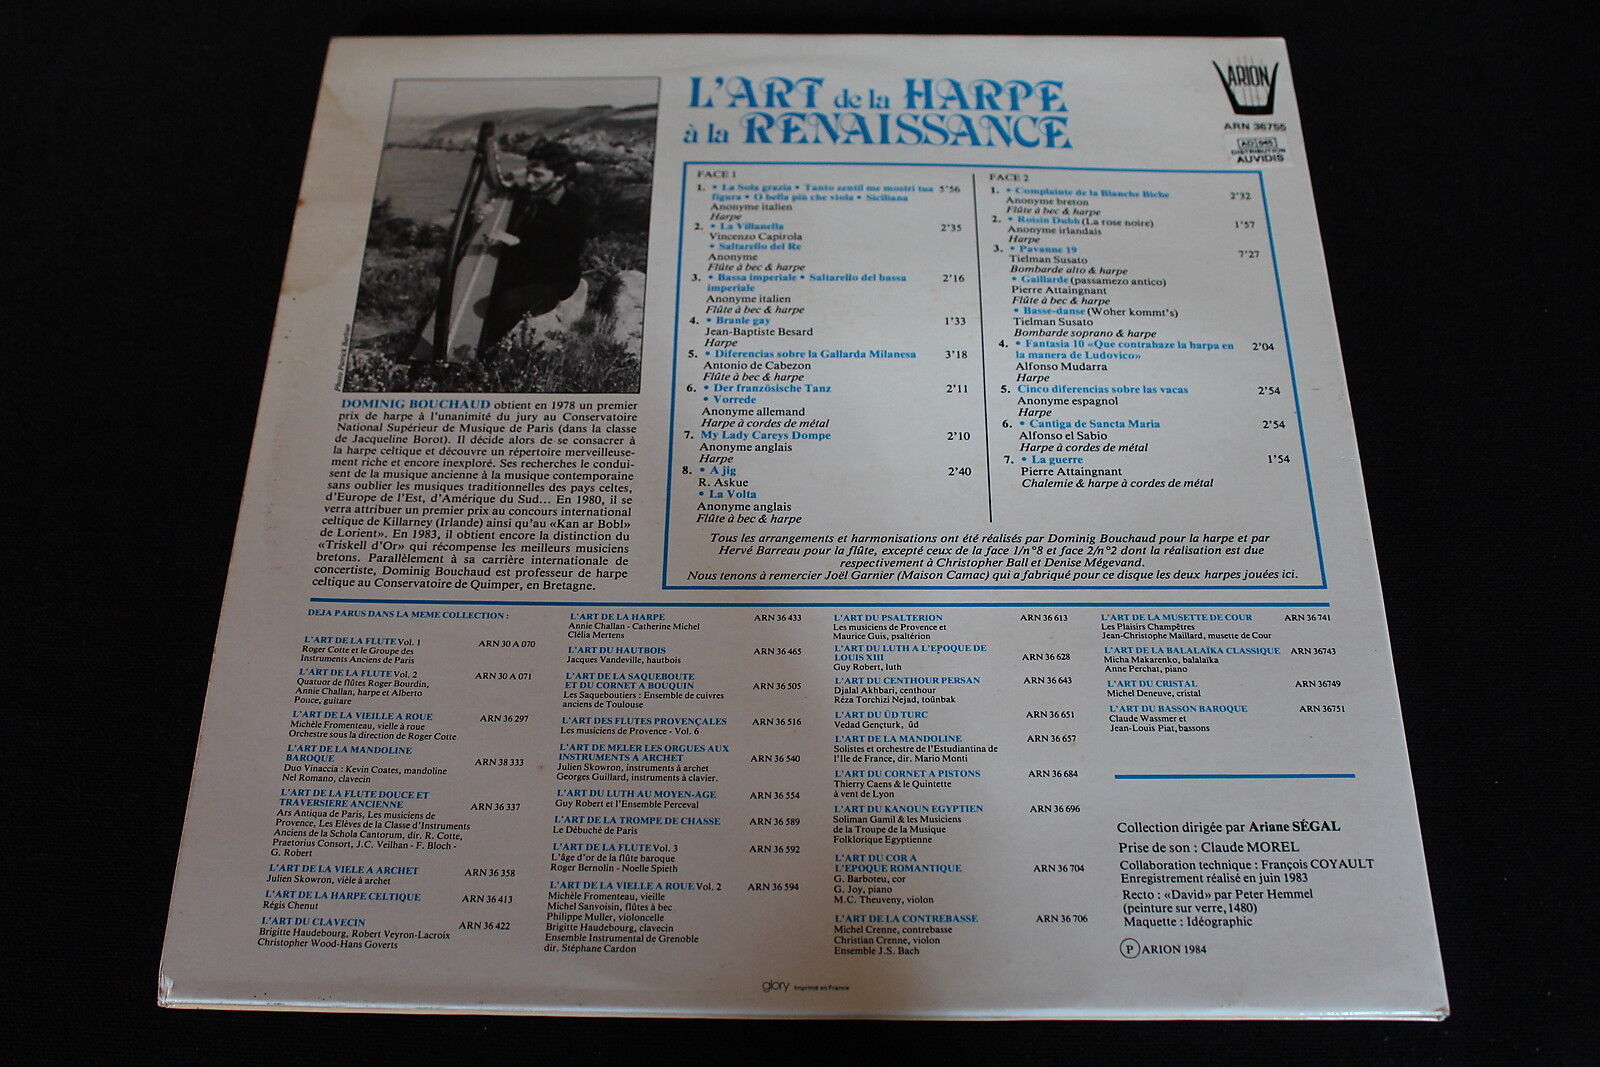 L'ART de la HARPE
à la RENAISSANCE
ARION
ARN 36755
AD 045
DISTRIBUTION
AUVIDIS
FACE 1
1. • La Sola grazia • Tanto zentil me mostri tua 5'56
figura • O bella più che viola • Siciliana
Anonyme italien
Harpe
2. • La Villanella 2'35
Vincenzo Capirola
• Saltarello del Re
Anonyme
Flûte à bec & harpe
3. • Bassa imperiale • Saltarello del bassa 2'16
imperiale
Anonyme italien
Flûte à bec & harpe
4. • Branle gay 1'33
Jean-Baptiste Besard
Harpe
5. • Diferencias sobre la Gallarda Milanesa 3'18
Antonio de Cabezon
Flûte à bec & harpe
6. • Der französische Tanz 2'11
• Vorrede
Anonyme allemand
Harpe à cordes de métal
7. My Lady Careys Dompe 2'10
Anonyme anglais
Harpe
8. • A jig 2'40
R. Askue
• La Volta
Anonyme anglais
Flûte à bec & harpe
FACE 2
1. • Complainte de la Blanche Biche 2'32
Anonyme breton
Flûte à bec & harpe
2. • Roisin Dubh (La rose noire) 1'57
Anonyme irlandais
Harpe
3. • Pavanne 19 7'27
Tielman Susato
Bombarde alto & harpe
• Gaillarde (passamezo antico)
Pierre Attaingnant
Flûte à bec & harpe
• Basse-danse (Woher kommt's)
Tielman Susato
Bombarde soprano & harpe
4. • Fantasia 10 «Que contrahaze la harpa en 2'04
la manera de Ludovico»
Alfonso Mudarra
Harpe
5. Cinco diferencias sobre las vacas 2'54
Anonyme espagnol
Harpe
6. • Cantiga de Sancta Maria 2'54
Alfonso el Sabio
Harpe à cordes de métal
7. • La guerre 1'54
Pierre Attaingnant
Chalemie & harpe à cordes de métal
Tous les arrangements et harmonisations ont été réalisés par Dominig Bouchaud pour la harpe et par
Hervé Barreau pour la flûte, excepté ceux de la face 1/n°8 et face 2/n°2 dont la réalisation est due
respectivement à Christopher Ball et Denise Mégevand.
Nous tenons à remercier Joël Garnier (Maison Camac) qui a fabriqué pour ce disque les deux harpes jouées ici.
DOMINIG BOUCHAUD obtient en 1978 un premier
prix de harpe à l'unanimité du jury au Conservatoire
National Supérieur de Musique de Paris (dans la classe
de Jacqueline Borot). Il décide alors de se consacrer à
la harpe celtique et découvre un répertoire merveilleuse-
ment riche et encore inexploré. Ses recherches le condui-
sent de la musique ancienne à la musique contemporaine
sans oublier les musiques traditionnelles des pays celtes,
d'Europe de l'Est, d'Amérique du Sud... En 1980, il se
verra attribuer un premier prix au concours international
celtique de Killarney (Irlande) ainsi qu'au «Kan ar Bobl»
de Lorient». En 1983, il obtient encore la distinction du
«Triskell d'Or» qui récompense les meilleurs musiciens
bretons. Parallèlement à sa carrière internationale de
concertiste, Dominig Bouchaud est professeur de harpe
celtique au Conservatoire de Quimper, en Bretagne.
DEJA PARUS DANS LA MEME COLLECTION :
L'ART DE LA FLUTE Vol. 1 ARN 30 A 070
Roger Cotte et le Groupe des
Instruments Anciens de Paris
L'ART DE LA FLUTE Vol. 2 ARN 30 A 071
Quatuor de flûtes Roger Bourdin,
Annie Challan, harpe et Alberto
Ponce, guitare
L'ART DE LA VIEILLE A ROUE ARN 36 297
Michèle Fromenteau, vielle à roue
Orchestre sous la direction de Roger Cotte
L'ART DE LA MANDOLINE
BAROQUE ARN 38 333
Duo Vinaccia : Kevin Coates, mandoline
Nel Romano, clavecin
L'ART DE LA FLUTE DOUCE ET
TRAVERSIERE ANCIENNE ARN 36 337
Ars Antiqua de Paris, Les musiciens de
Provence, Les Elèves de la Classe d'Instruments
Anciens de la Schola Cantorum, dir. R. Cotte,
Praetorius Consort, J.C. Veilhan - F. Bloch -
G. Robert
L'ART DE LA VIELE A ARCHET ARN 36 358
Julien Skowron, vièle à archet
L'ART DE LA HARPE CELTIQUE ARN 36 413
Régis Chenut
L'ART DU CLAVECIN ARN 36 422
Brigitte Haudebourg, Robert Veyron-Lacroix
Christopher Wood-Hans Goverts
L'ART DE LA HARPE ARN 36 433
Annie Challan - Catherine Michel
Clélia Mertens
L'ART DU HAUTBOIS ARN 36 465
Jacques Vandeville, hautbois
L'ART DE LA SAQUEBOUTE
ET DU CORNET A BOUQUIN ARN 36 505
Les Saqueboutiers : Ensemble de cuivres
anciens de Toulouse
L'ART DES FLUTES PROVENÇALES ARN 36 516
Les musiciens de Provence - Vol. 6
L'ART DE MELER LES ORGUES AUX
INSTRUMENTS A ARCHET ARN 36 540
Julien Skowron, instruments à archet
Georges Guillard, instruments à clavier.
L'ART DU LUTH AU MOYEN-AGE ARN 36 554
Guy Robert et l'Ensemble Perceval
L'ART DE LA TROMPE DE CHASSE ARN 36 589
Le Débuché de Paris
L'ART DE LA FLUTE Vol. 3 ARN 36 592
L'âge d'or de la flûte baroque
Roger Bernolin - Noelle Spieth
L'ART DE LA VIELLE A ROUE Vol. 2 ARN 36 594
Michèle Fromenteau, vieille
Michel Sanvoisin, flûtes à bec
Philippe Muller, violoncelle
Brigitte Haudebourg, clavecin
Ensemble Instrumental de Grenoble
dir. Stéphane Cardon
L'ART DU PSALTERION ARN 36 613
Les musiciens de Provence et
Maurice Guis, psaltérion
L'ART DU LUTH A L'EPOQUE DE
LOUIS XIII ARN 36 628
Guy Robert, luth
L'ART DU CENTHOUR PERSAN ARN 36 643
Djalal Akhbari, centhour
Réza Torchizi Nejad, toûnbak
L'ART DU ÛD TURC ARN 36 651
Vedad Gençturk, ûd
L'ART DE LA MANDOLINE ARN 36 657
Solistes et orchestre de l'Estudiantina de
l'Ile de France, dir. Mario Monti
L'ART DU CORNET A PISTONS ARN 36 684
Thierry Caens & le Quintette
à vent de Lyon
L'ART DU KANOUN EGYPTIEN ARN 36 696
Soliman Gamil & les Musiciens
de la Troupe de la Musique
Folklorique Egyptienne
L'ART DU COR A
L'EPOQUE ROMANTIQUE ARN 36 704
G. Barboteu, cor
G. Joy, piano
M.C. Theuveny, violon
L'ART DE LA CONTREBASSE ARN 36 706
Michel Crenne, contrebasse
Christian Crenne, violon
Ensemble J.S. Bach
L'ART DE LA MUSETTE DE COUR ARN 36 741
Les Plaisirs Champêtres
Jean-Christophe Maillard, musette de Cour
L'ART DE LA BALALAÏKA CLASSIQUE ARN 36743
Micha Makarenko, balalaïka
Anne Perchat, piano
L'ART DU CRISTAL ARN 36749
Michel Deneuve, cristal
L'ART DU BASSON BAROQUE ARN 36751
Claude Wassmer et
Jean-Louis Piat, bassons
Collection dirigée par Ariane SÉGAL
Prise de son : Claude MOREL
Collaboration technique : François COYAULT
Enregistrement réalisé en juin 1983
Recto : «David» par Peter Hemmel
(peinture sur verre, 1480)
Maquette : Idéographic
Ⓟ ARION 1984
glory Imprimé en France